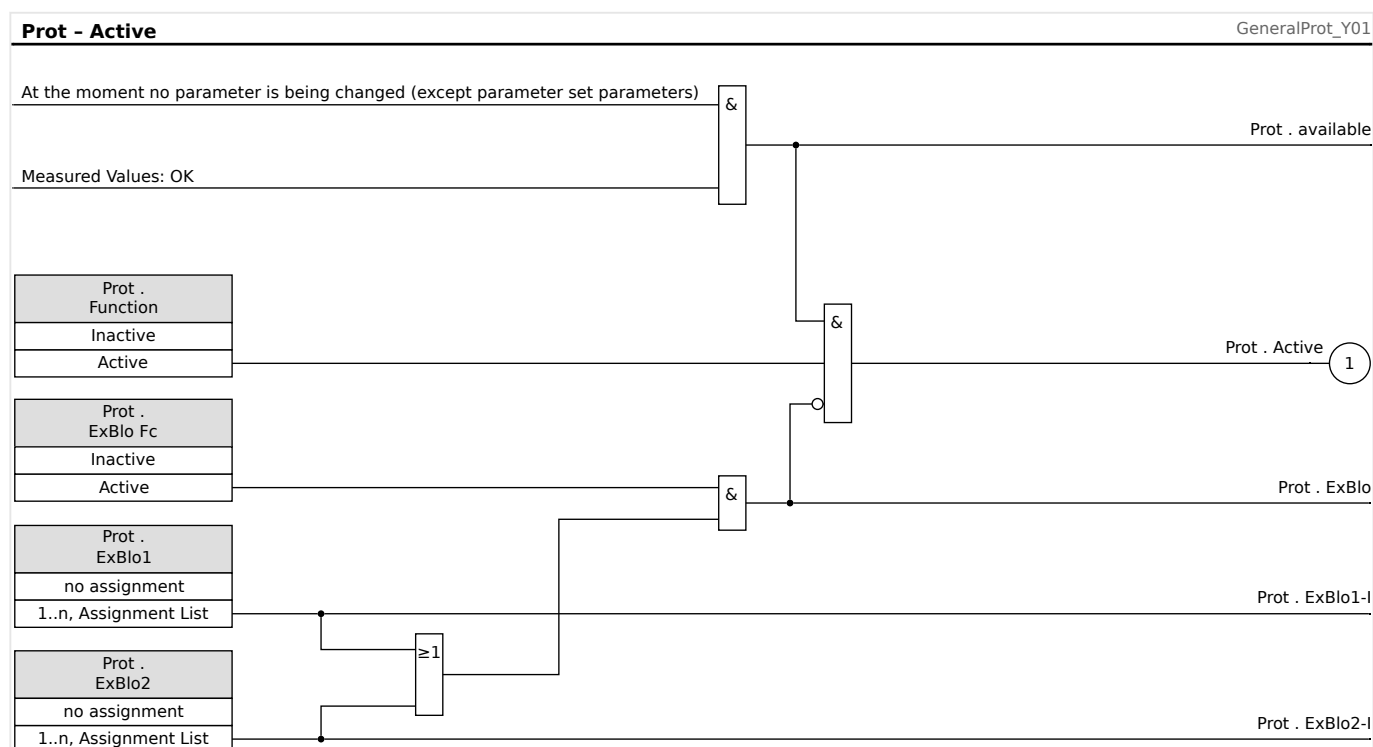 Prot – Active
GeneralProt_Y01
At the moment no parameter is being changed (except parameter set parameters)
&
Prot . available
Measured Values: OK
Prot .
Function
Inactive
Active
&
Prot . Active
1
Prot .
ExBlo Fc
Inactive
Active
&
Prot . ExBlo
Prot .
ExBlo1
no assignment
1..n, Assignment List
Prot . ExBlo1-I
≥1
Prot .
ExBlo2
no assignment
1..n, Assignment List
Prot . ExBlo2-I